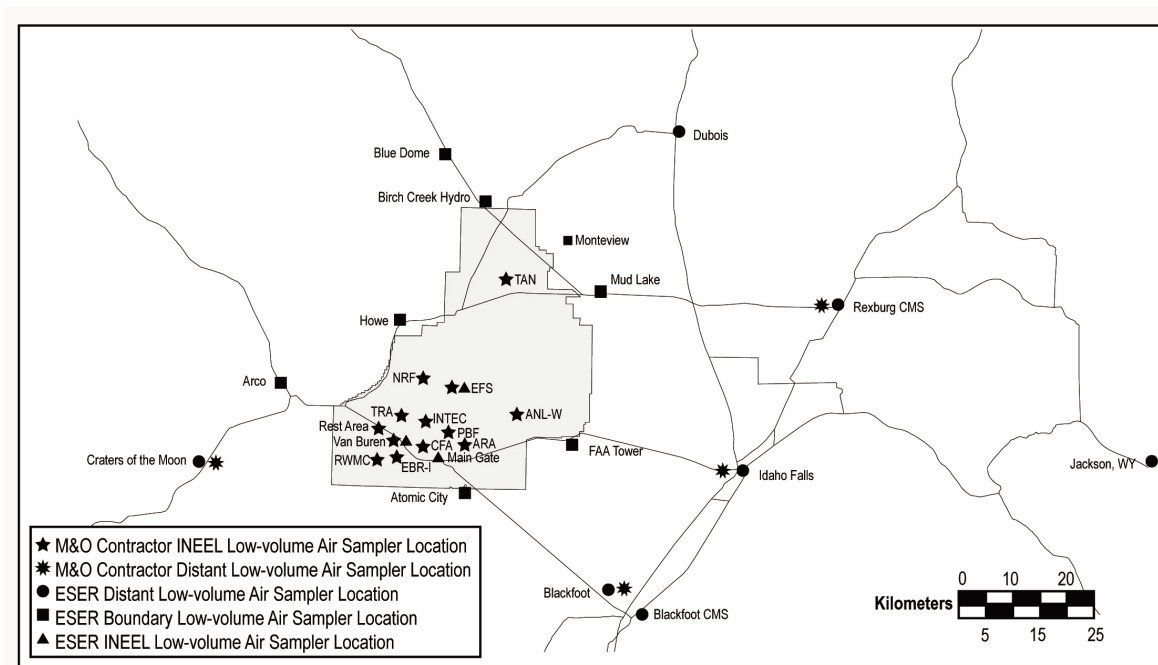 Dubois
Blue Dome
Birch Creek Hydro
Monteview
TAN
Mud Lake
Rexburg CMS
Howe
NRF
EFS
Arco
TRA
INTEC
ANL-W
Rest Area
PBF
Van Buren
CFA
ARA
FAA Tower
Main Gate
RWMC
EBR-I
Craters of the Moon
Jackson, WY
Idaho Falls
Atomic City
M&O Contractor INEEL Low-volume Air Sampler Location
M&O Contractor Distant Low-volume Air Sampler Location
ESER Distant Low-volume Air Sampler Location
ESER Boundary Low-volume Air Sampler Location
ESER INEEL Low-volume Air Sampler Location
Blackfoot
Blackfoot CMS
0 10 20
Kilometers
5 15 25